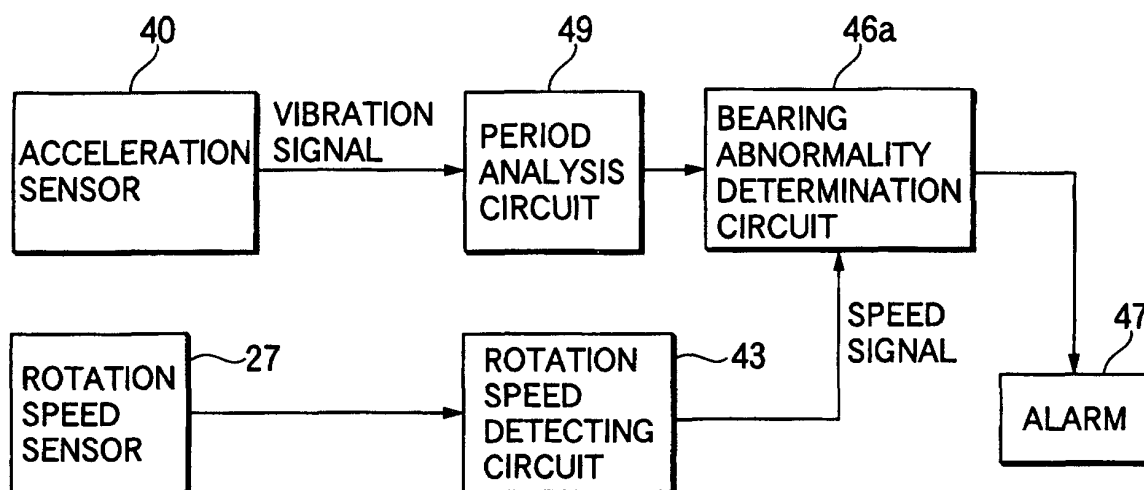 40
49
46a
ACCELERATION
SENSOR
VIBRATION
SIGNAL
PERIOD
ANALYSIS
CIRCUIT
BEARING
ABNORMALITY
DETERMINATION
CIRCUIT
ROTATION
SPEED
SENSOR
27
ROTATION
SPEED
DETECTING
CIRCUIT
43
SPEED
SIGNAL
47
ALARM